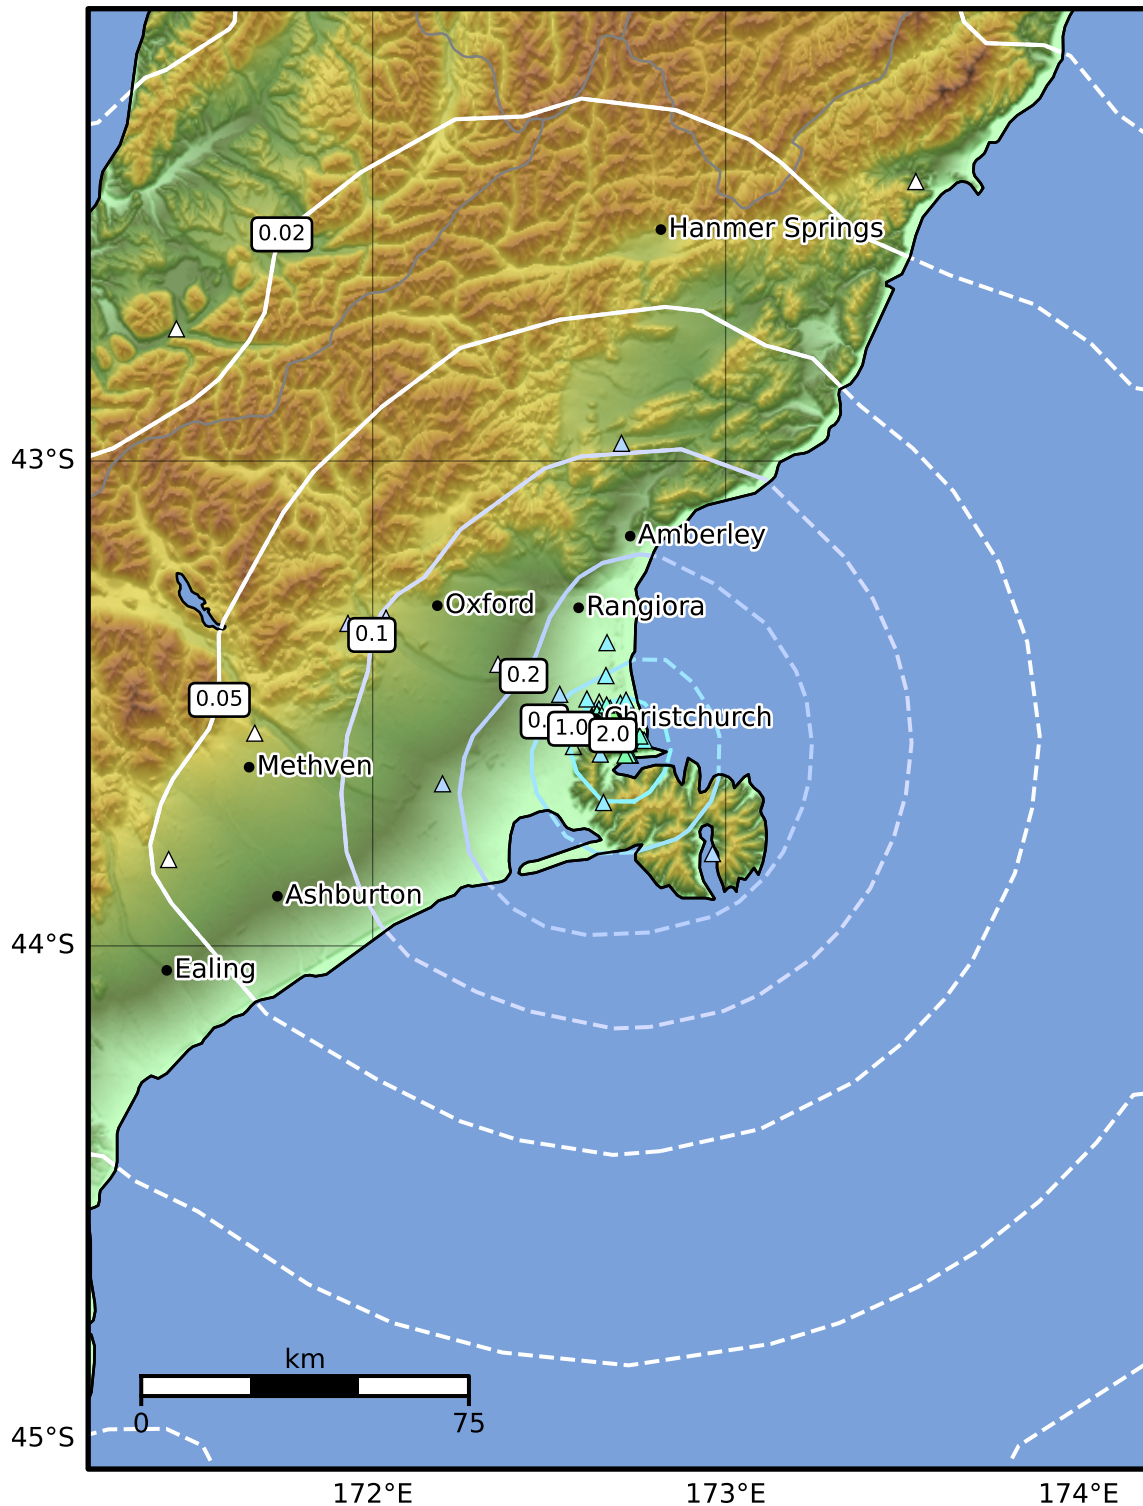 0.02
Hanmer Springs
43°S
Amberley
Oxford
Rangiora
0.1
0.2
0.05
Christchurch
1.0
2.0
Methven
Ashburton
44°S
Ealing
km
0
75
45°S
172°E
173°E
174°E